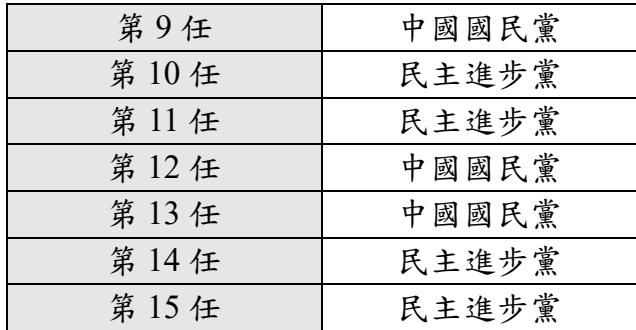 第 9 任 中國國民黨
第 10 任 民主進步黨
第 11 任 民主進步黨
第 12 任 中國國民黨
第 13 任 中國國民黨
第 14 任 民主進步黨
第 15 任 民主進步黨